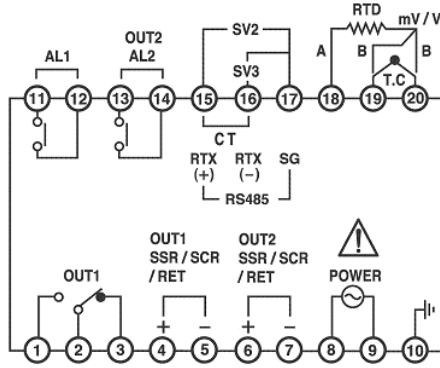 RTD
mV / V
OUT2
AL1 AL2
SV2
SV3
A B B
T.C
11 12 13 14 15 16 17 18 19 20
CT
RTX RTX SG
(+) (−)
RS485
OUT1
SSR / SCR
/ RET
OUT2
SSR / SCR
/ RET
OUT1
POWER
+ − + −
1 2 3 4 5 6 7 8 9 10